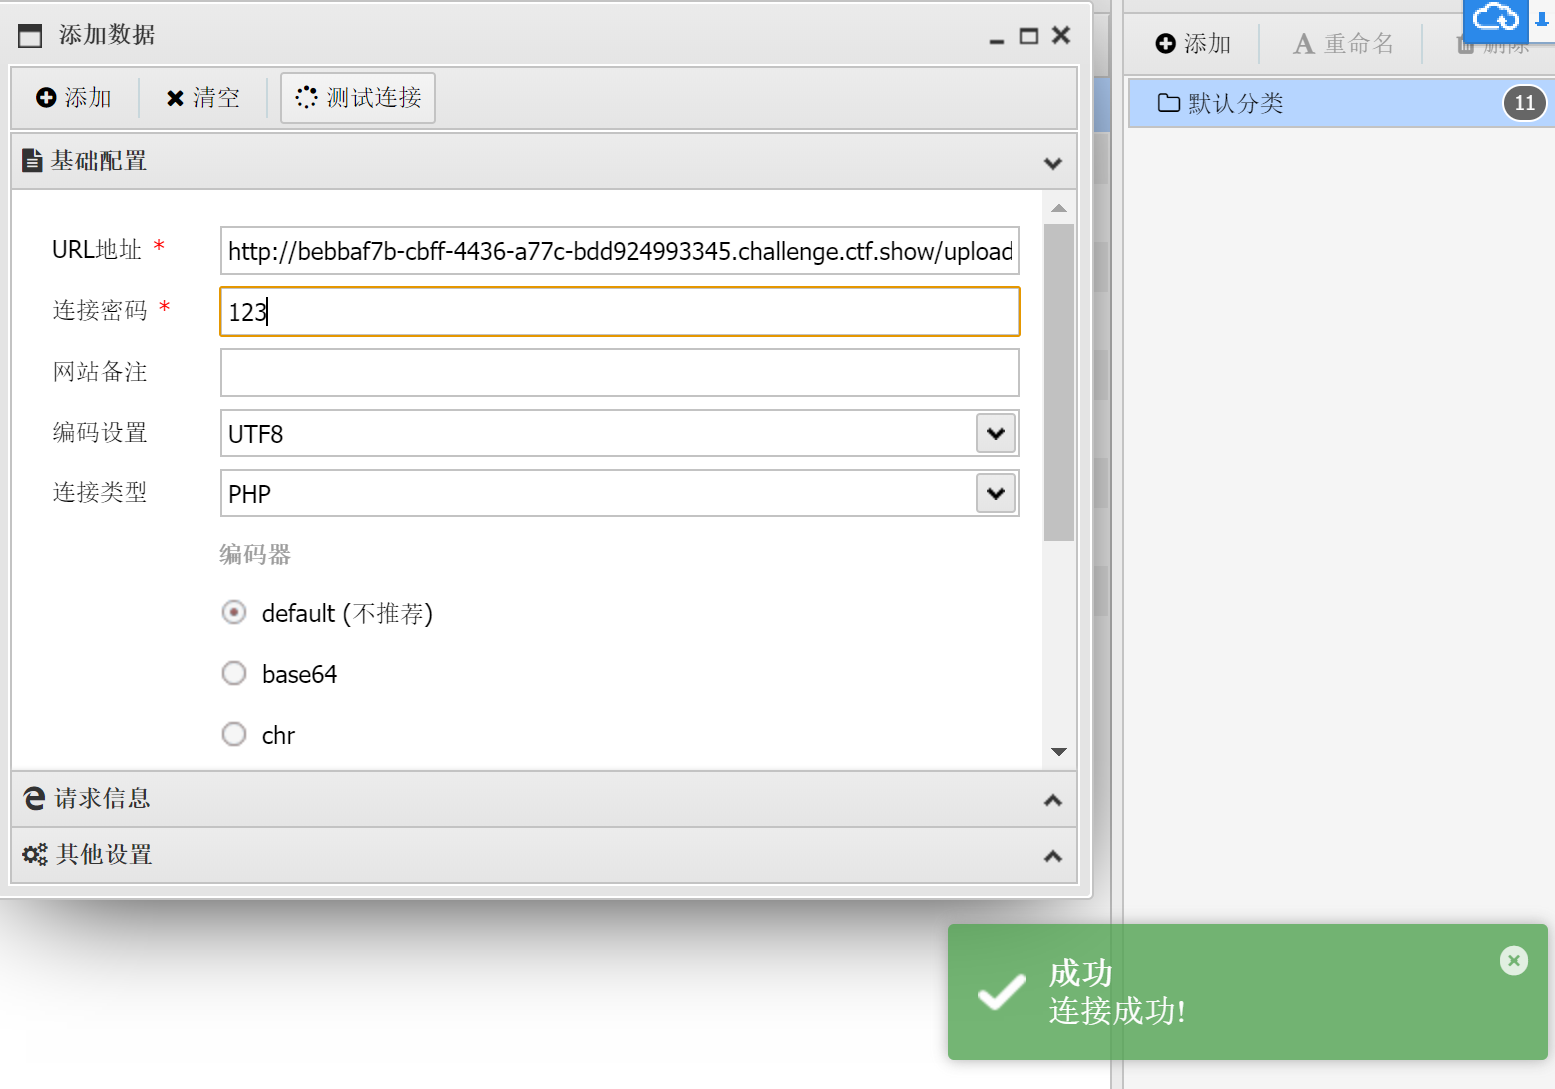 添加数据
添加 清空 测试连接
基础配置
URL地址 * http://bebbaf7b-cbff-4436-a77c-bdd924993345.challenge.ctf.show/upload
连接密码 * 123
网站备注
编码设置 UTF8
连接类型 PHP
编码器
default (不推荐)
base64
chr
请求信息
其他设置
添加 重命名 删除
默认分类 11
成功
连接成功!